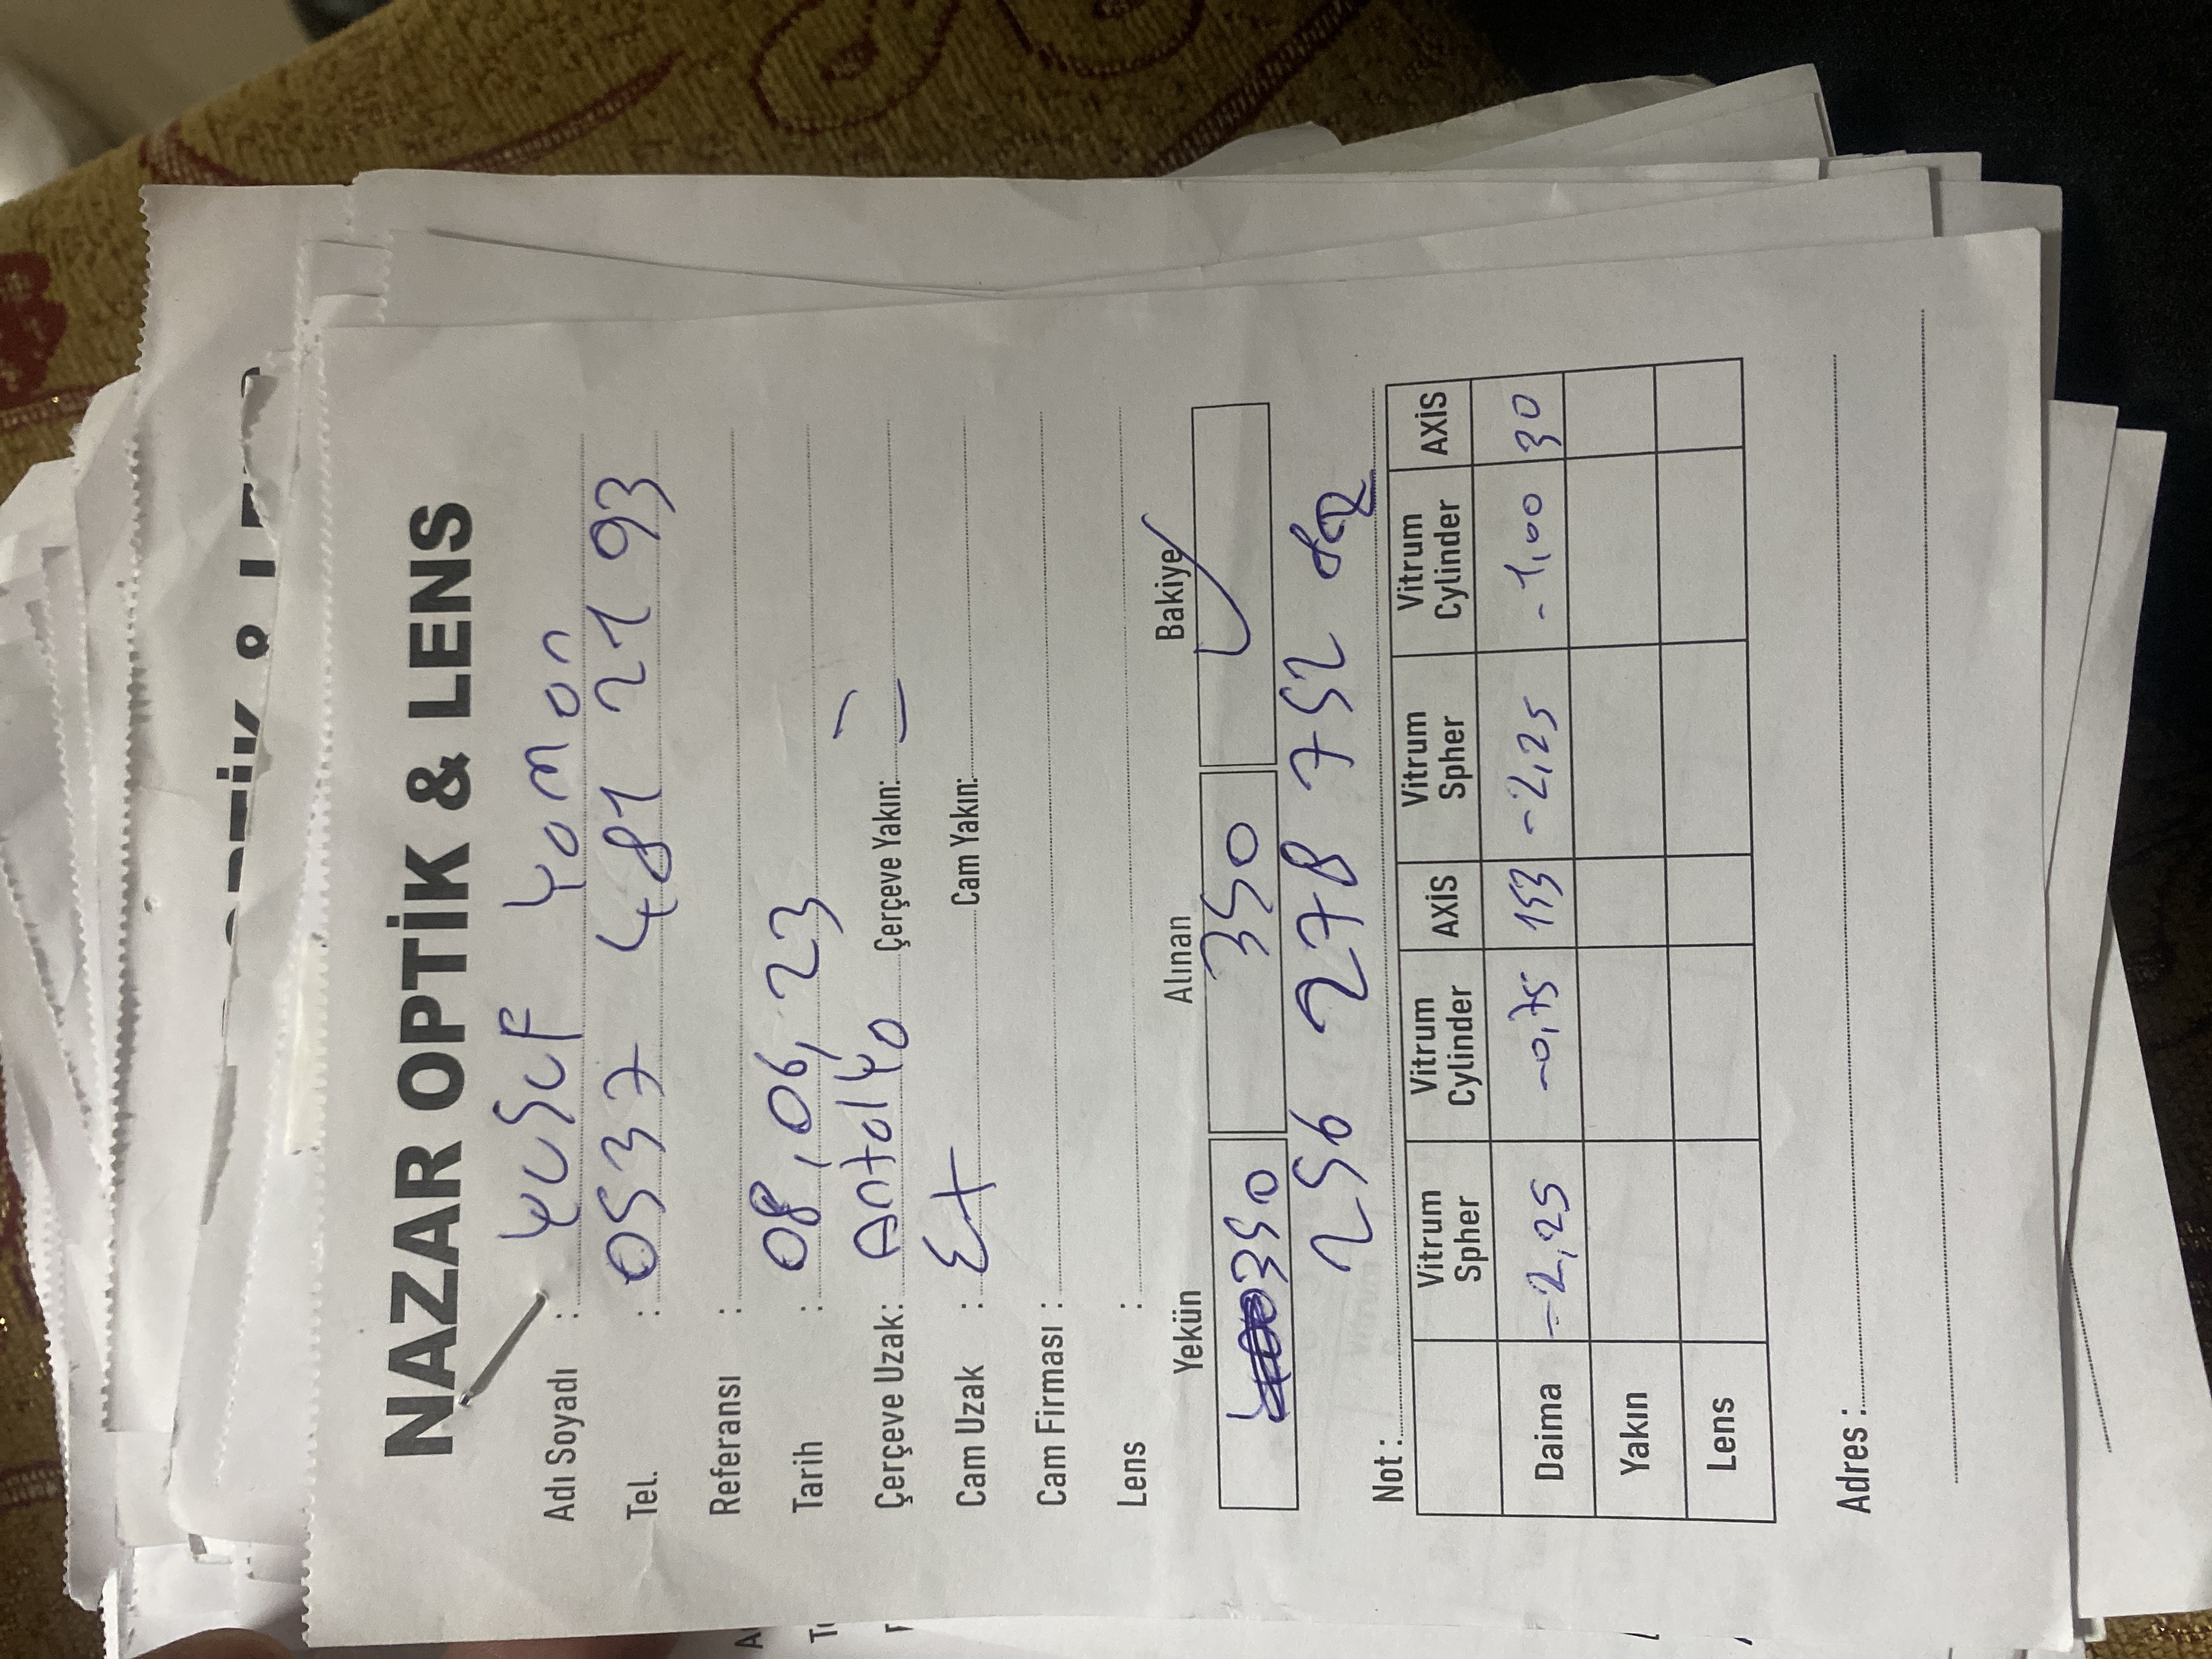 NAZAR OPTİK & LENS
Adı Soyadı : Yusuf Yaman
Tel. : 0537 481 21 93
Referansı :
Tarih : 08,06,23
Çerçeve Uzak: Antalya Çerçeve Yakın:
Cam Uzak : Ex Cam Yakın:
Cam Firması :
Lens :
Yekün Alınan Bakiye
350 350
256 278 752
Not :
Vitrum Spher Vitrum Cylinder AXİS Vitrum Spher Vitrum Cylinder AXİS
Daima -2,25 -0,75 153 -2,25 -1,00 30
Yakın
Lens
Adres :